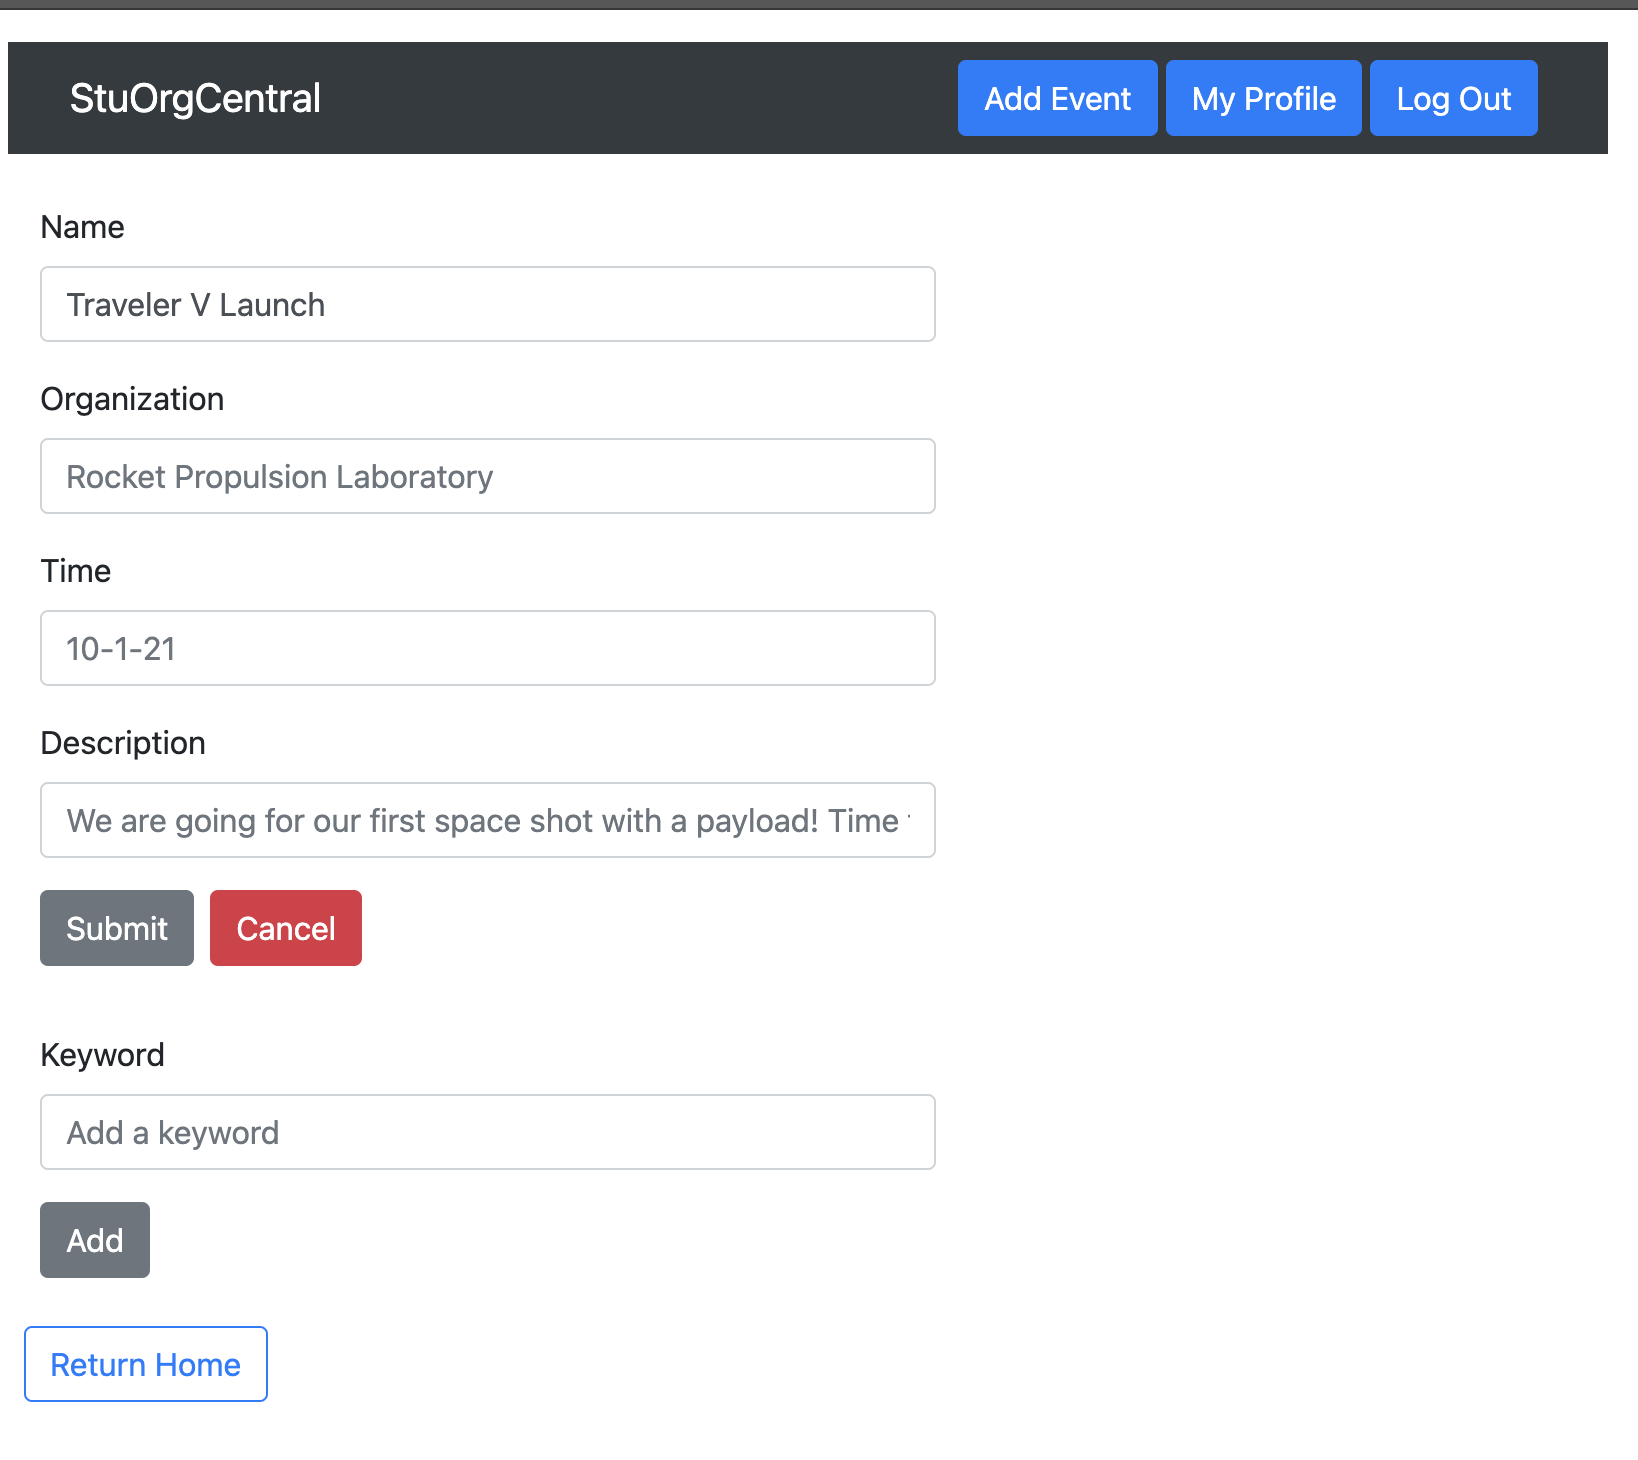 StuOrgCentral Add Event My Profile Log Out
Name
Traveler V Launch
Organization
Rocket Propulsion Laboratory
Time
10-1-21
Description
We are going for our first space shot with a payload! Time
Submit Cancel
Keyword
Add a keyword
Add
Return Home